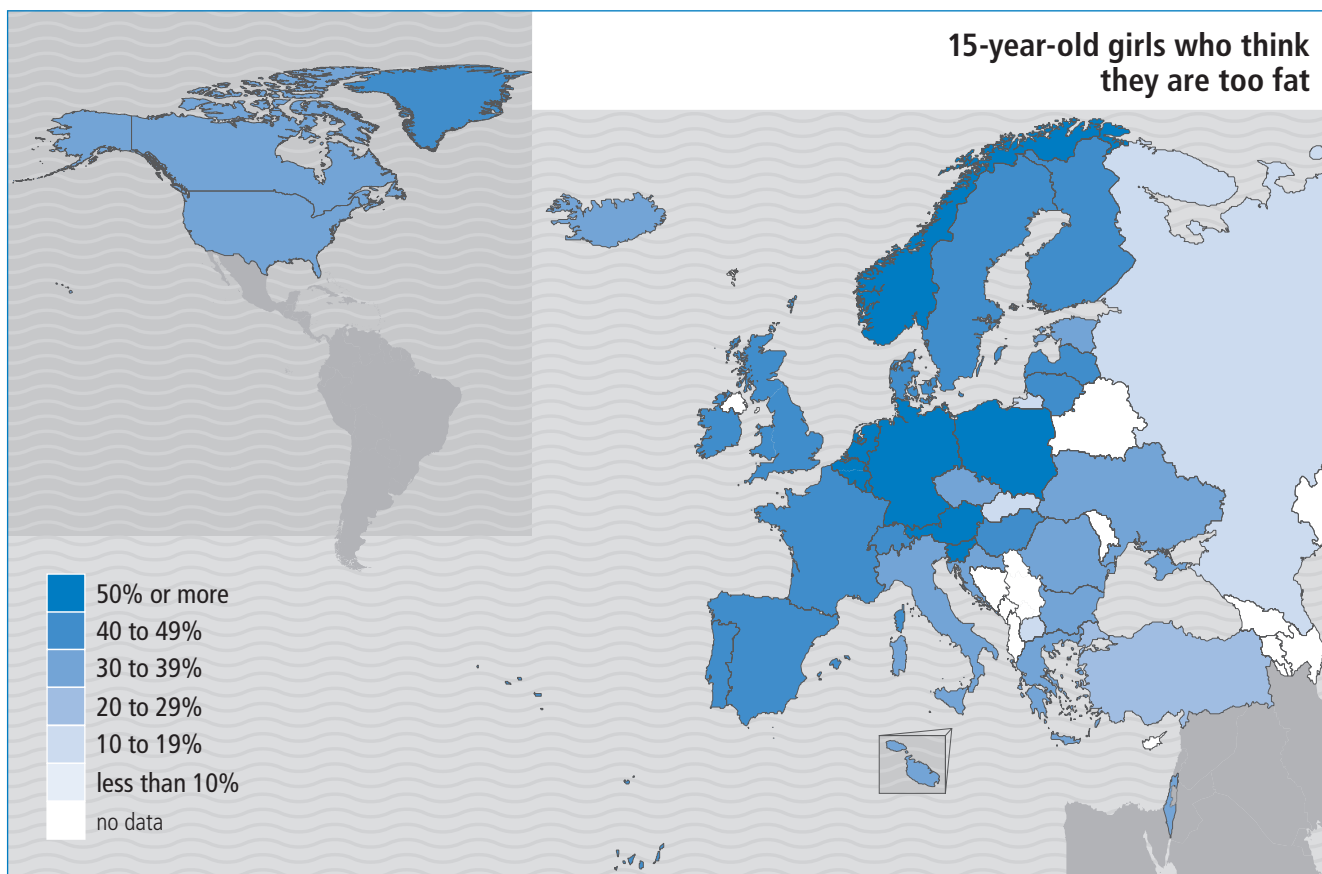 15-year-old girls who think
they are too fat
50% or more
40 to 49%
30 to 39%
20 to 29%
10 to 19%
less than 10%
no data